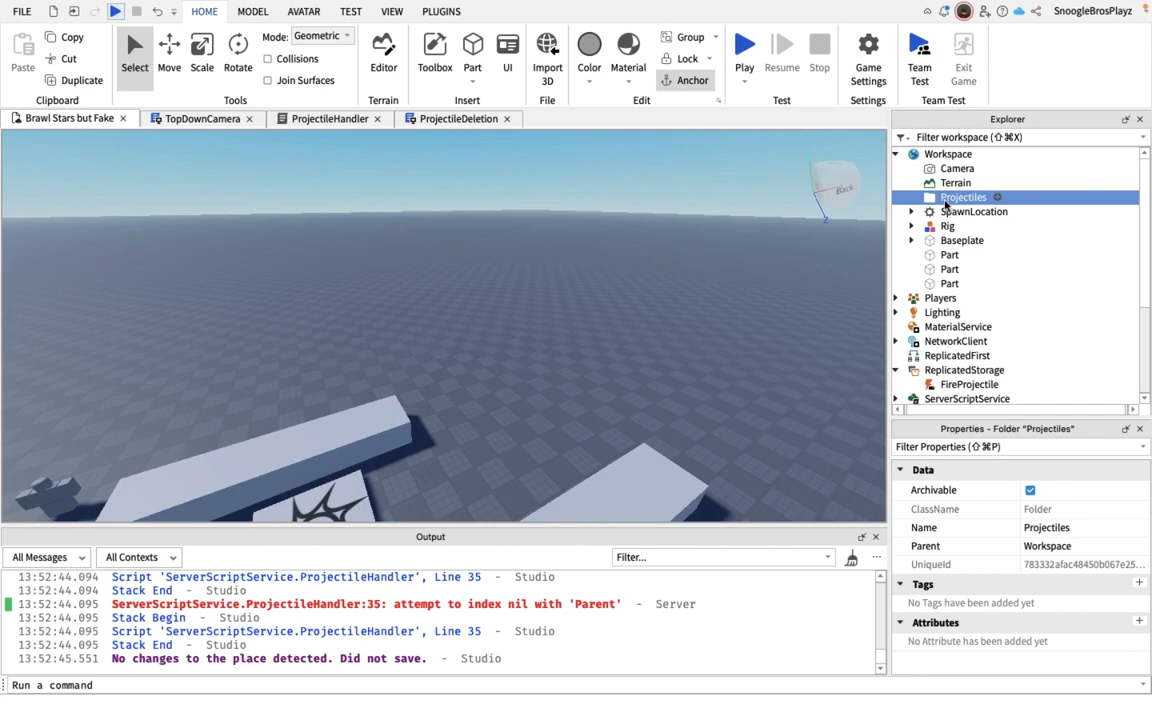 FILE HOME MODEL AVATAR TEST VIEW PLUGINS SnoogleBrosPlayz
Paste Copy Cut Duplicate Clipboard
Select Move Scale Rotate Mode: Geometric Collisions Join Surfaces Tools
Editor Terrain
Toolbox Part UI Insert
Import 3D File
Color Material Group Lock Anchor Edit
Play Resume Stop Test
Game Settings Settings
Team Test Exit Game Team Test
Brawl Stars but Fake TopDownCamera ProjectileHandler ProjectileDeletion
Back
Explorer
Filter workspace (⇧⌘X)
Workspace
Camera
Terrain
Projectiles
SpawnLocation
Rig
Baseplate
Part
Part
Part
Players
Lighting
MaterialService
NetworkClient
ReplicatedFirst
ReplicatedStorage
FireProjectile
ServerScriptService
Properties - Folder "Projectiles"
Filter Properties (⇧⌘P)
Data
Archivable
ClassName Folder
Name Projectiles
Parent Workspace
UniqueId 783332afac48450b067e25...
Tags
No Tags have been added yet
Attributes
No Attribute has been added yet
Output
All Messages All Contexts Filter...
13:52:44.094 Script 'ServerScriptService.ProjectileHandler', Line 35 - Studio
13:52:44.094 Stack End - Studio
13:52:44.095 ServerScriptService.ProjectileHandler:35: attempt to index nil with 'Parent' - Server
13:52:44.095 Stack Begin - Studio
13:52:44.095 Script 'ServerScriptService.ProjectileHandler', Line 35 - Studio
13:52:44.095 Stack End - Studio
13:52:45.551 No changes to the place detected. Did not save. - Studio
Run a command